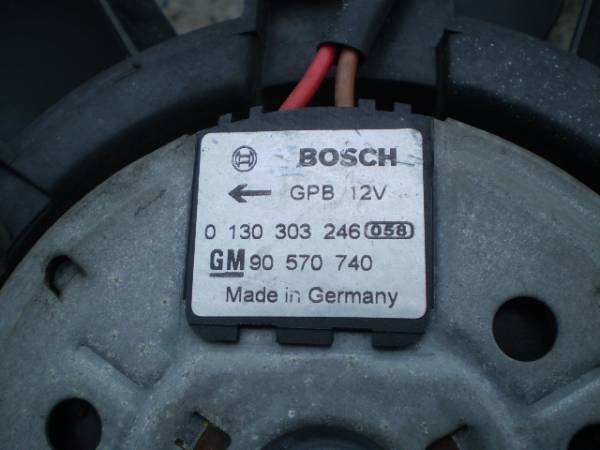 BOSCH
← GPB 12V
0 130 303 246 058
GM 90 570 740
Made in Germany